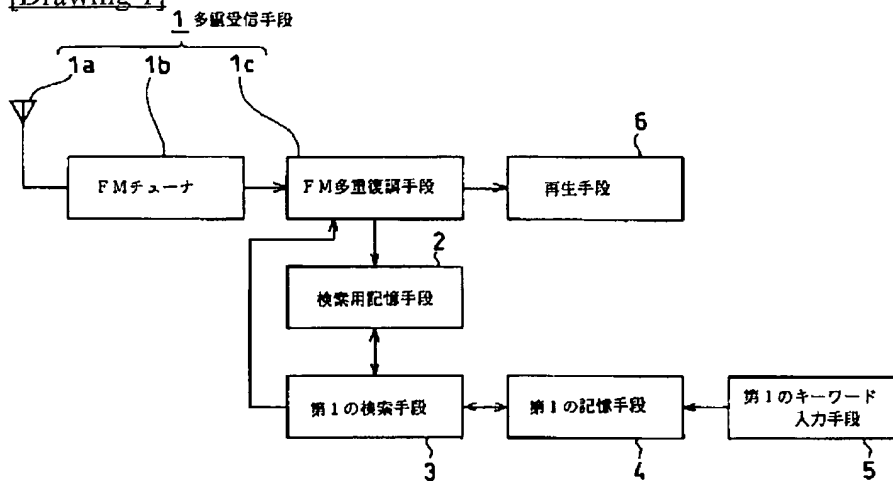 [Drawing 1]
1 多重受信手段
1a 1b 1c
6
FMチューナ FM多重復調手段 再生手段
2
検索用記憶手段
第1の検索手段 第1の記憶手段 第1のキーワード
入力手段
3 4 5